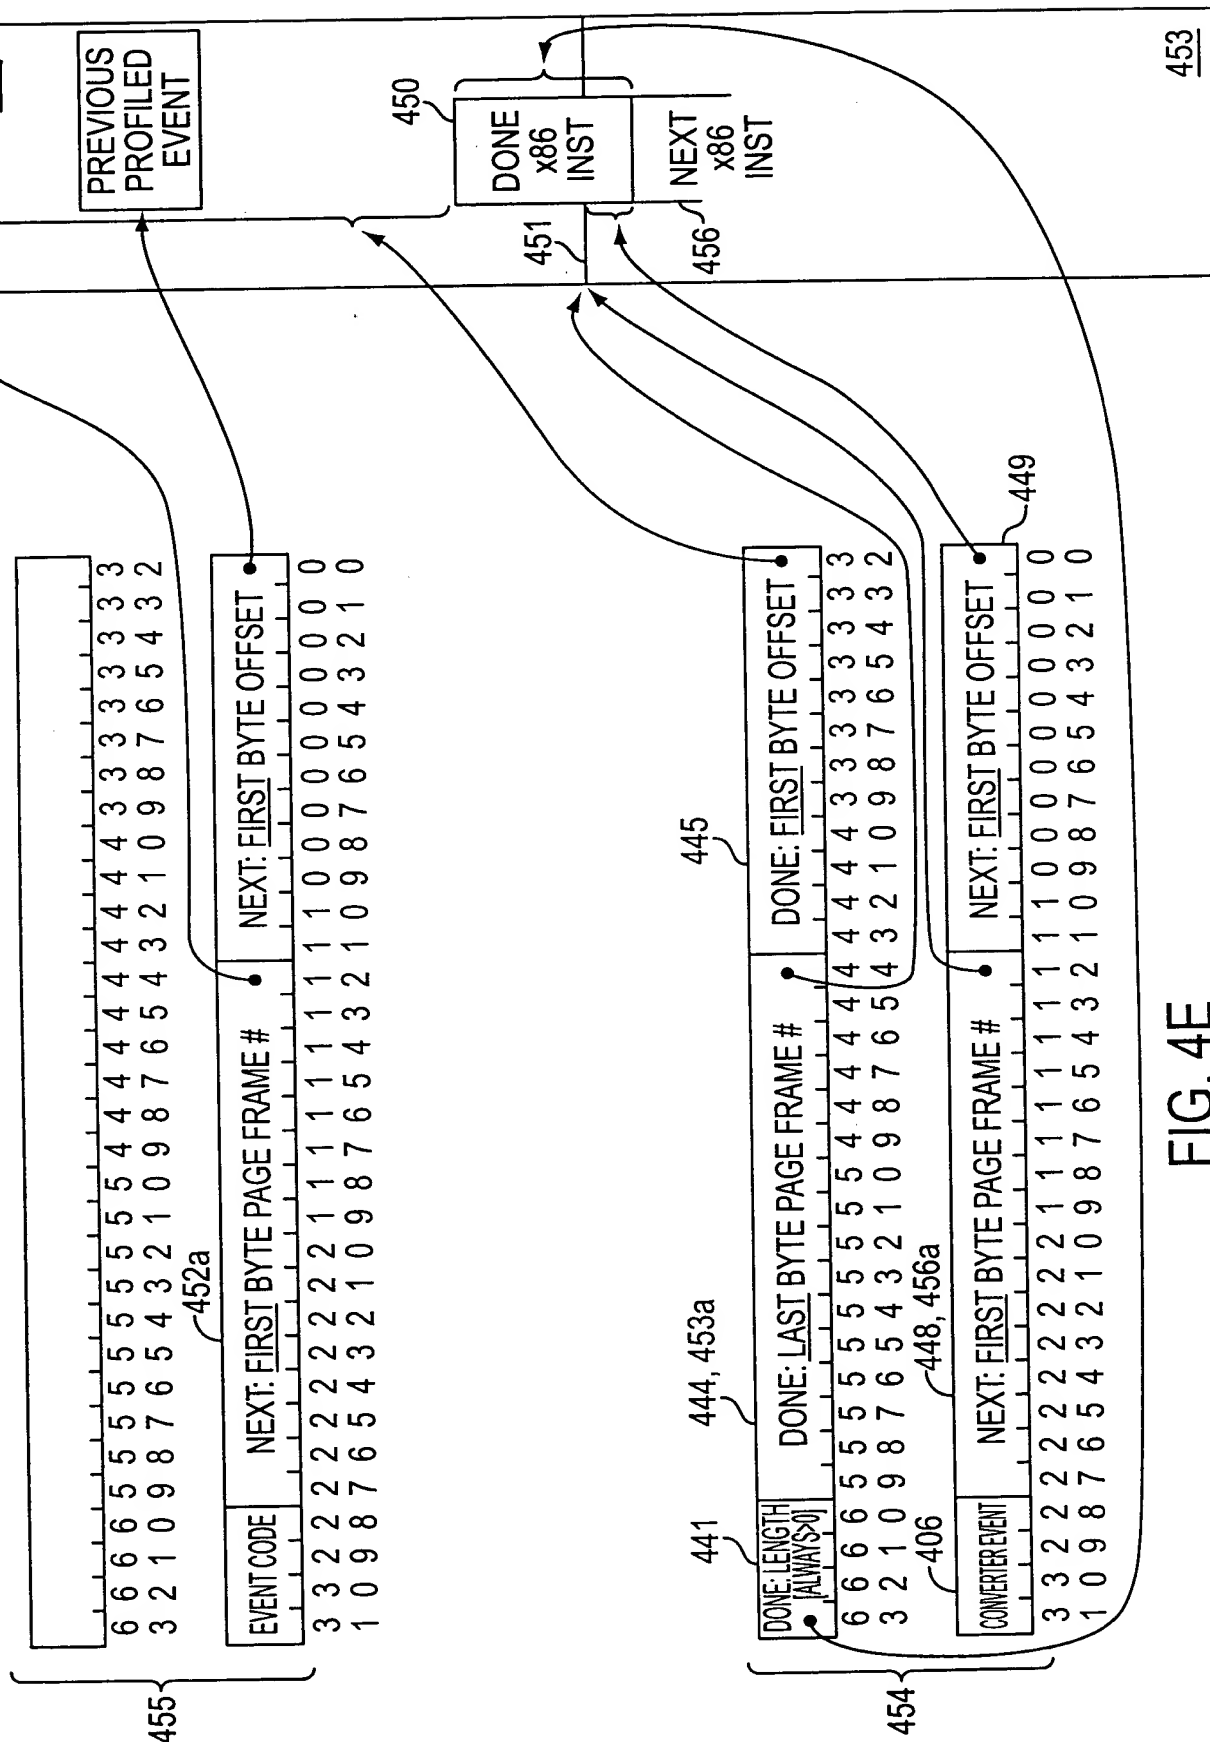 455
6 6 6 6 5 5 5 5 5 5 5 5 5 5 4 4 4 4 4 4 4 4 4 4 3 3 3 3 3 3 3 3
3 2 1 0 9 8 7 6 5 4 3 2 1 0 9 8 7 6 5 4 3 2 1 0 9 8 7 6 5 4 3 2
452a
EVENT CODE
NEXT: FIRST BYTE PAGE FRAME #
NEXT: FIRST BYTE OFFSET
3 3 2 2 2 2 2 2 2 2 2 2 1 1 1 1 1 1 1 1 1 1 0 0 0 0 0 0 0 0 0 0
1 0 9 8 7 6 5 4 3 2 1 0 9 8 7 6 5 4 3 2 1 0 9 8 7 6 5 4 3 2 1 0
PREVIOUS
PROFILED
EVENT
450
DONE
x86
INST
451
NEXT
x86
INST
456
454
441
444, 453a
445
DONE: LENGTH
[ALWAYS>0]
DONE: LAST BYTE PAGE FRAME #
DONE: FIRST BYTE OFFSET
6 6 6 6 5 5 5 5 5 5 5 5 5 5 4 4 4 4 4 4 4 4 4 4 3 3 3 3 3 3 3 3
3 2 1 0 9 8 7 6 5 4 3 2 1 0 9 8 7 6 5 4 3 2 1 0 9 8 7 6 5 4 3 2
406
448, 456a
449
CONVERTER EVENT
NEXT: FIRST BYTE PAGE FRAME #
NEXT: FIRST BYTE OFFSET
3 3 2 2 2 2 2 2 2 2 2 2 1 1 1 1 1 1 1 1 1 1 0 0 0 0 0 0 0 0 0 0
1 0 9 8 7 6 5 4 3 2 1 0 9 8 7 6 5 4 3 2 1 0 9 8 7 6 5 4 3 2 1 0
453
FIG. 4E